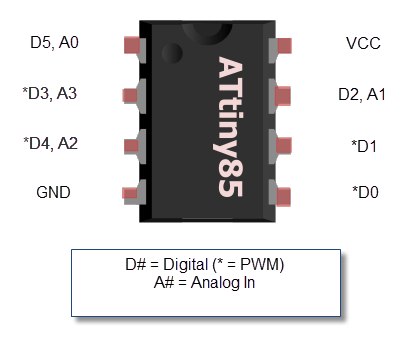 D5, A0
VCC
*D3, A3
D2, A1
*D4, A2
*D1
GND
*D0
ATtiny85
D# = Digital (* = PWM)
A# = Analog In